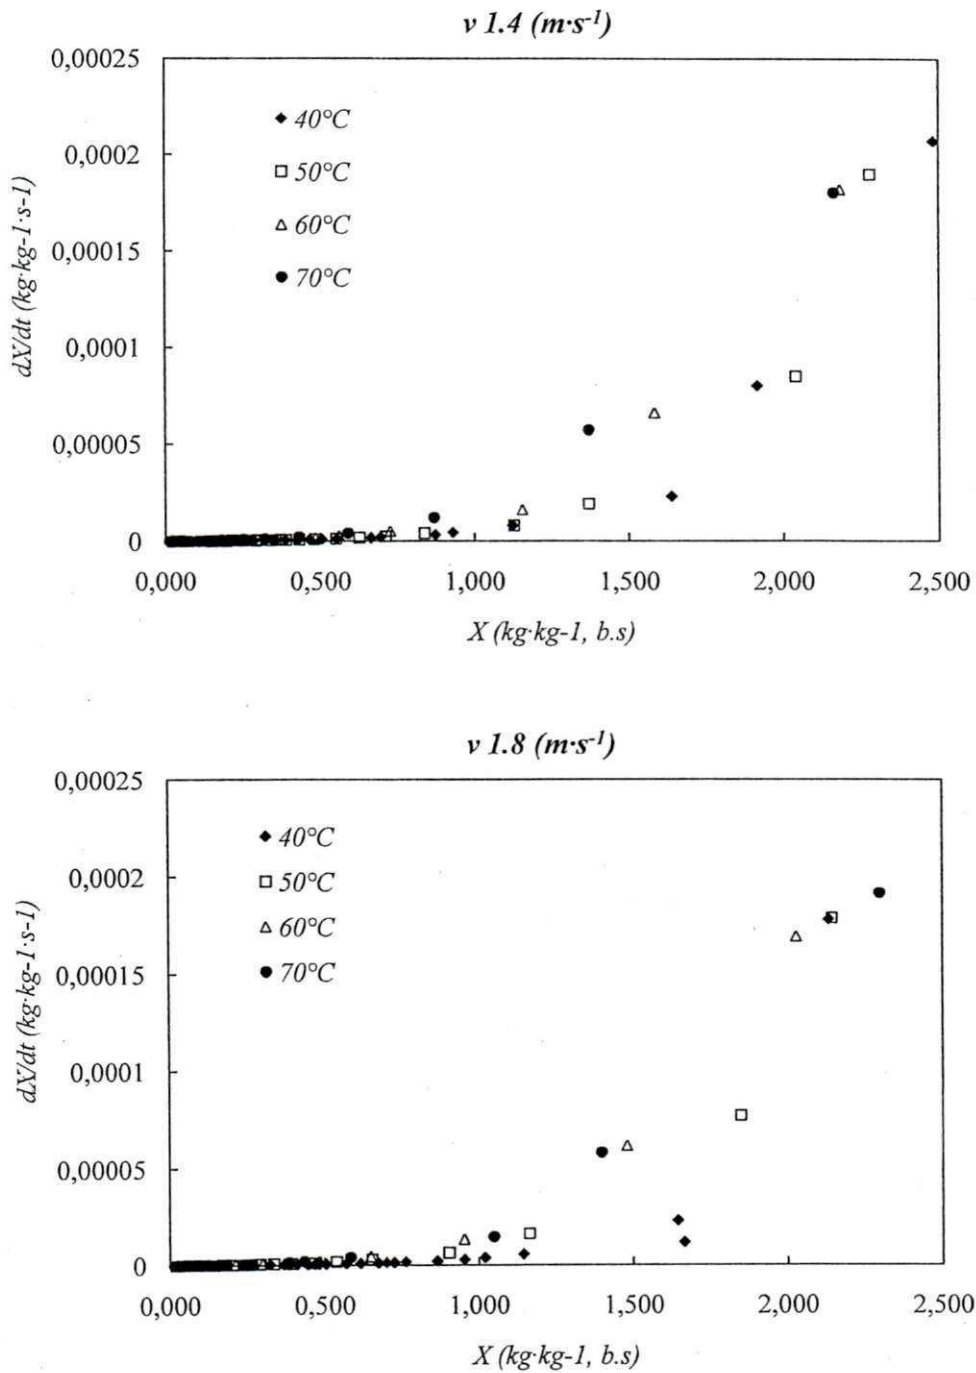 v 1.4 (m·s⁻¹)
0,00025
0,0002
0,00015
0,0001
0,00005
0
dX/dt (kg·kg-1·s-1)
40°C
50°C
60°C
70°C
0,000 0,500 1,000 1,500 2,000 2,500
X (kg·kg-1, b.s)
v 1.8 (m·s⁻¹)
0,00025
0,0002
0,00015
0,0001
0,00005
0
dX/dt (kg·kg-1·s-1)
40°C
50°C
60°C
70°C
0,000 0,500 1,000 1,500 2,000 2,500
X (kg·kg-1, b.s)